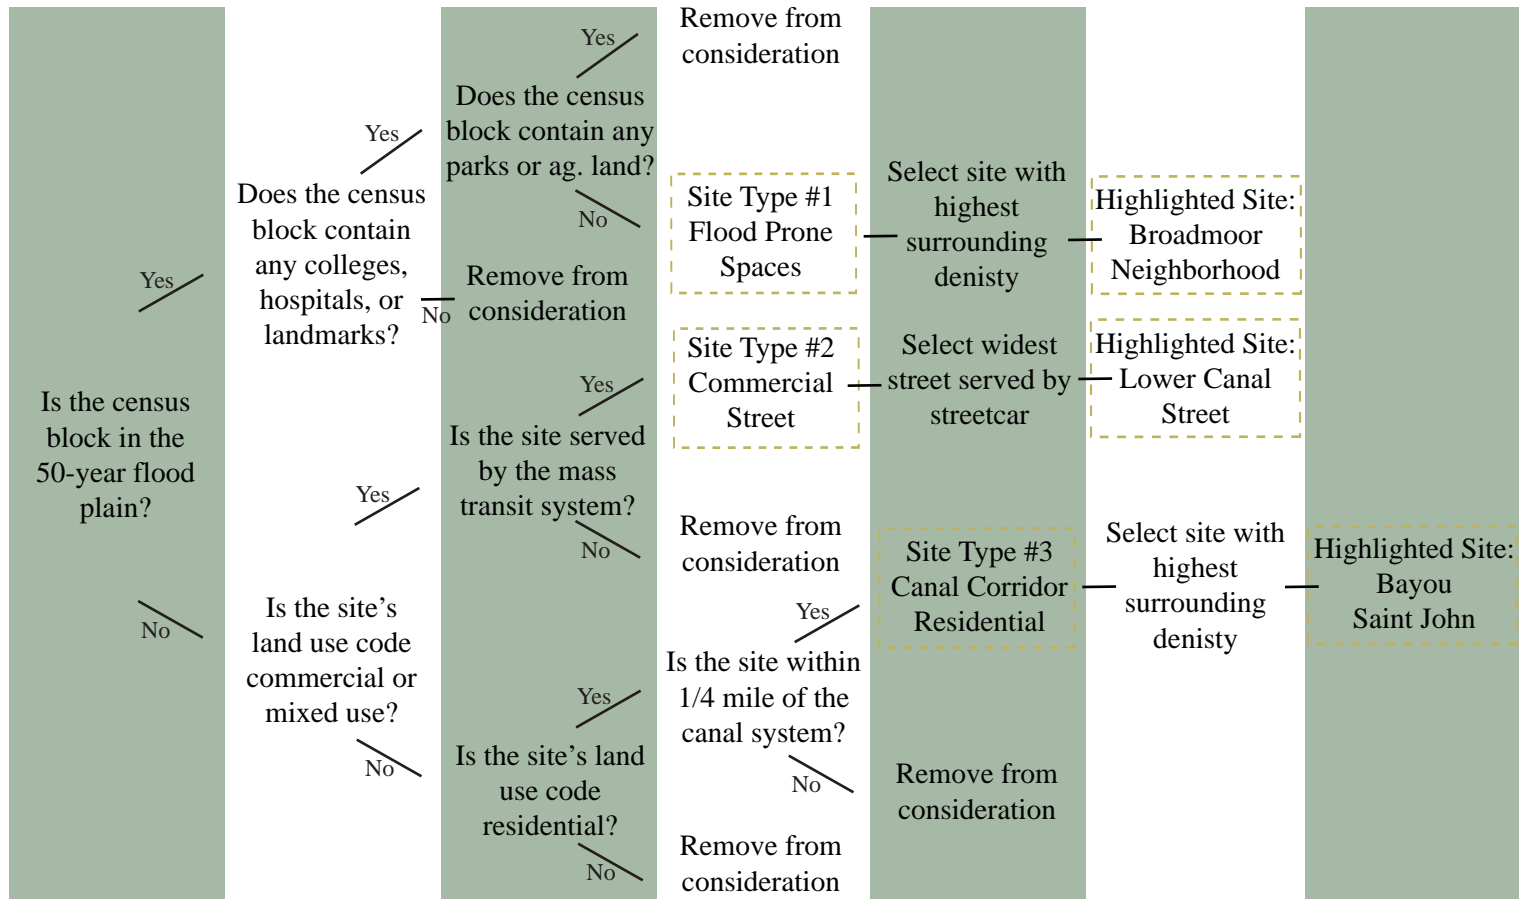 Is the census
block in the
50-year flood
plain?
Yes
No
Does the census
block contain
any colleges,
hospitals, or
landmarks?
Yes
No
Is the site’s
land use code
commercial or
mixed use?
Yes
No
Does the census
block contain any
parks or ag. land?
Yes
No
Remove from
consideration
Is the site served
by the mass
transit system?
Yes
No
Is the site’s land
use code
residential?
Yes
No
Remove from
consideration
Site Type #1
Flood Prone
Spaces
Site Type #2
Commercial
Street
Remove from
consideration
Is the site within
1/4 mile of the
canal system?
Yes
No
Remove from
consideration
Select site with
highest
surrounding
denisty
Select widest
street served by
streetcar
Site Type #3
Canal Corridor
Residential
Remove from
consideration
Highlighted Site:
Broadmoor
Neighborhood
Highlighted Site:
Lower Canal
Street
Select site with
highest
surrounding
denisty
Highlighted Site:
Bayou
Saint John